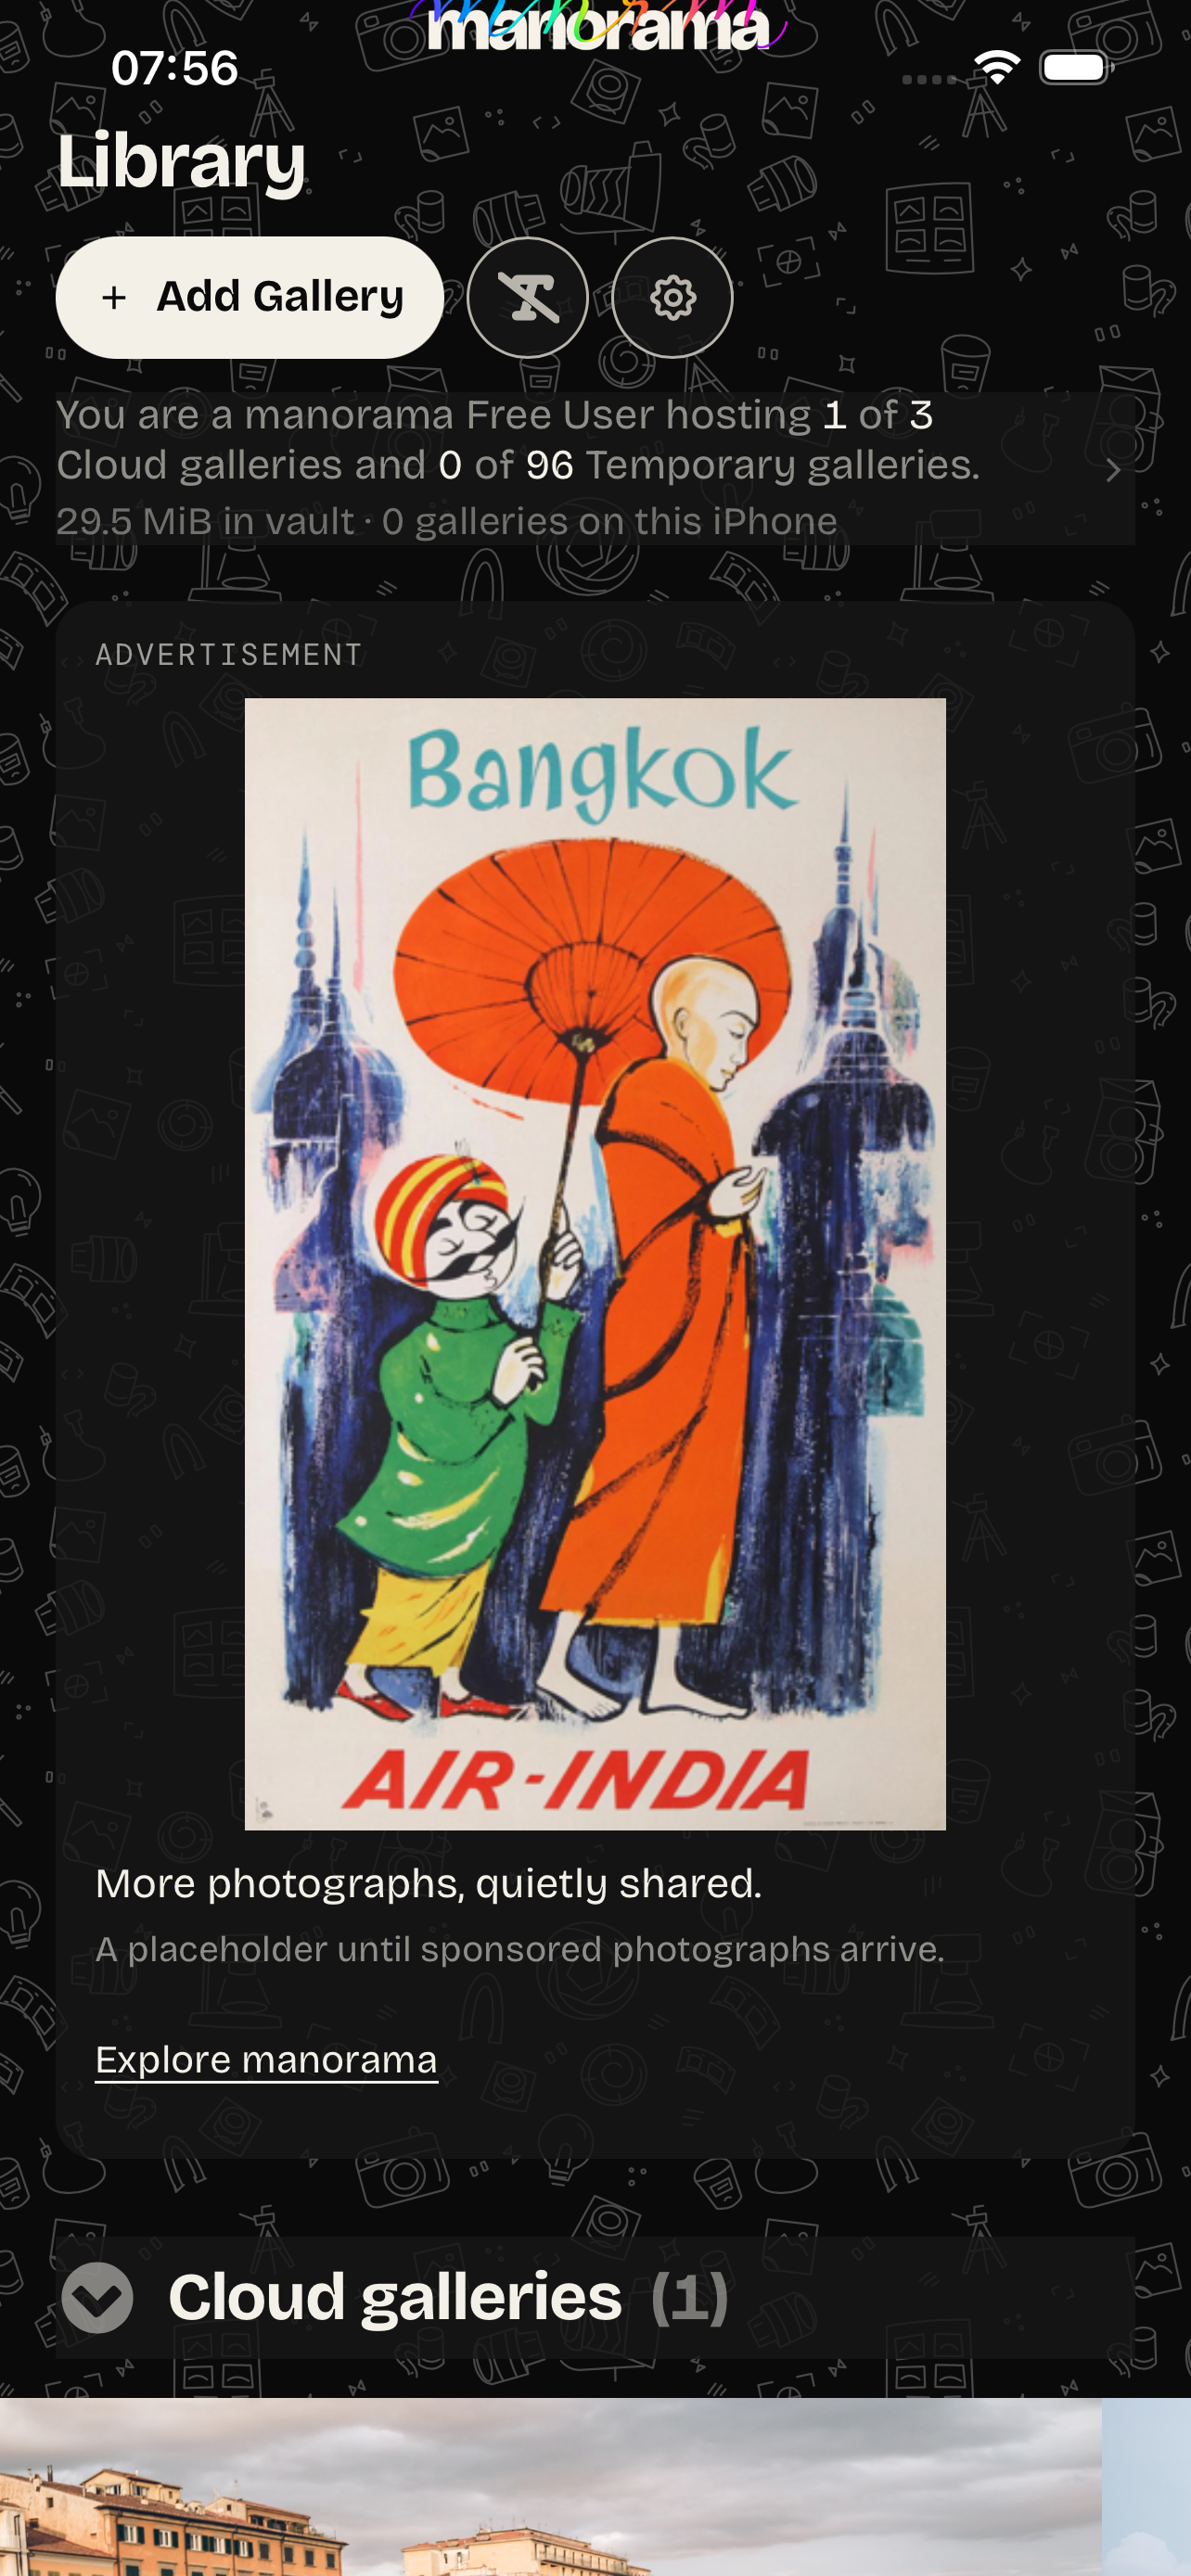 manorama
07:56
Library
+ Add Gallery
You are a manorama Free User hosting 1 of 3
Cloud galleries and 0 of 96 Temporary galleries.
29.5 MiB in vault · 0 galleries on this iPhone
ADVERTISEMENT
Bangkok
AIR-INDIA
More photographs, quietly shared.
A placeholder until sponsored photographs arrive.
Explore manorama
Cloud galleries (1)